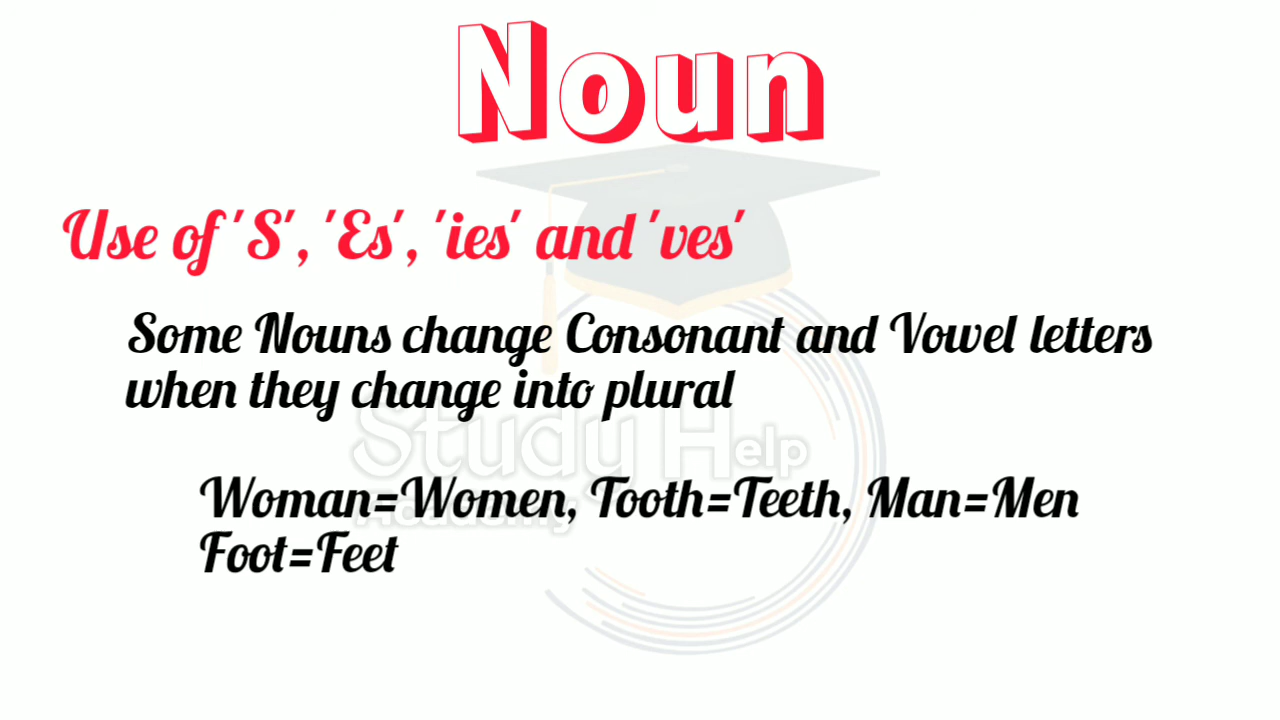 Noun
Use of 'S', 'Es', 'ies' and 'ves'
Some Nouns change Consonant and Vowel letters
when they change into plural
Study Help
Academy
Woman=Women, Tooth=Teeth, Man=Men
Foot=Feet